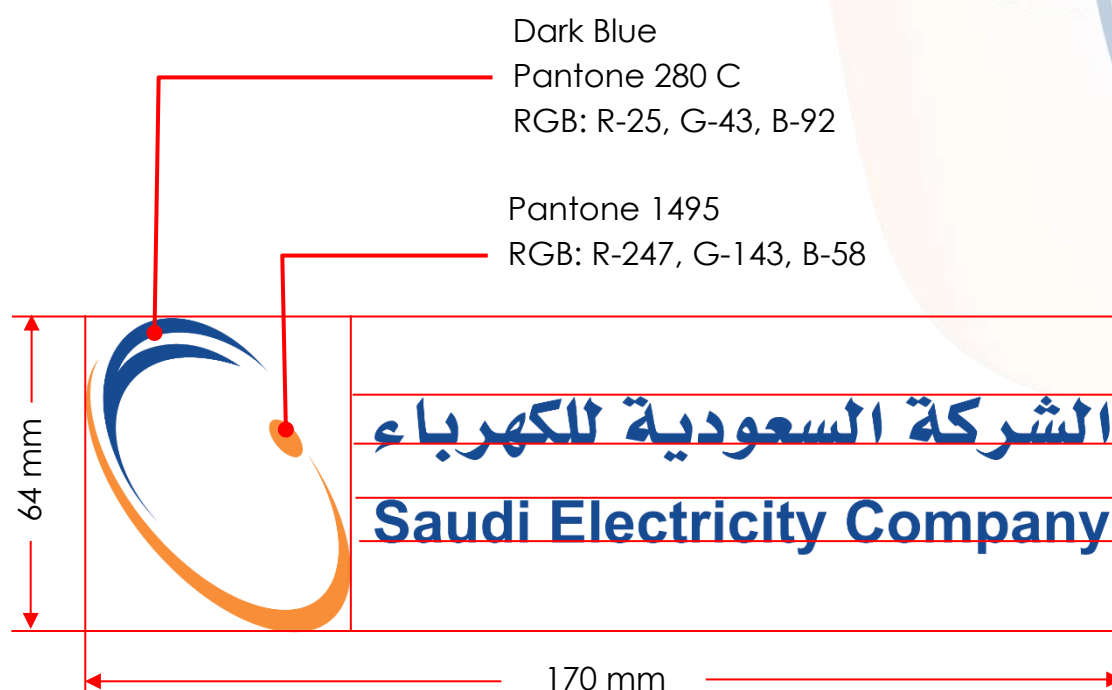 Dark Blue
Pantone 280 C
RGB: R-25, G-43, B-92
Pantone 1495
RGB: R-247, G-143, B-58
64 mm
الشركة السعودية للكهرباء
Saudi Electricity Company
170 mm